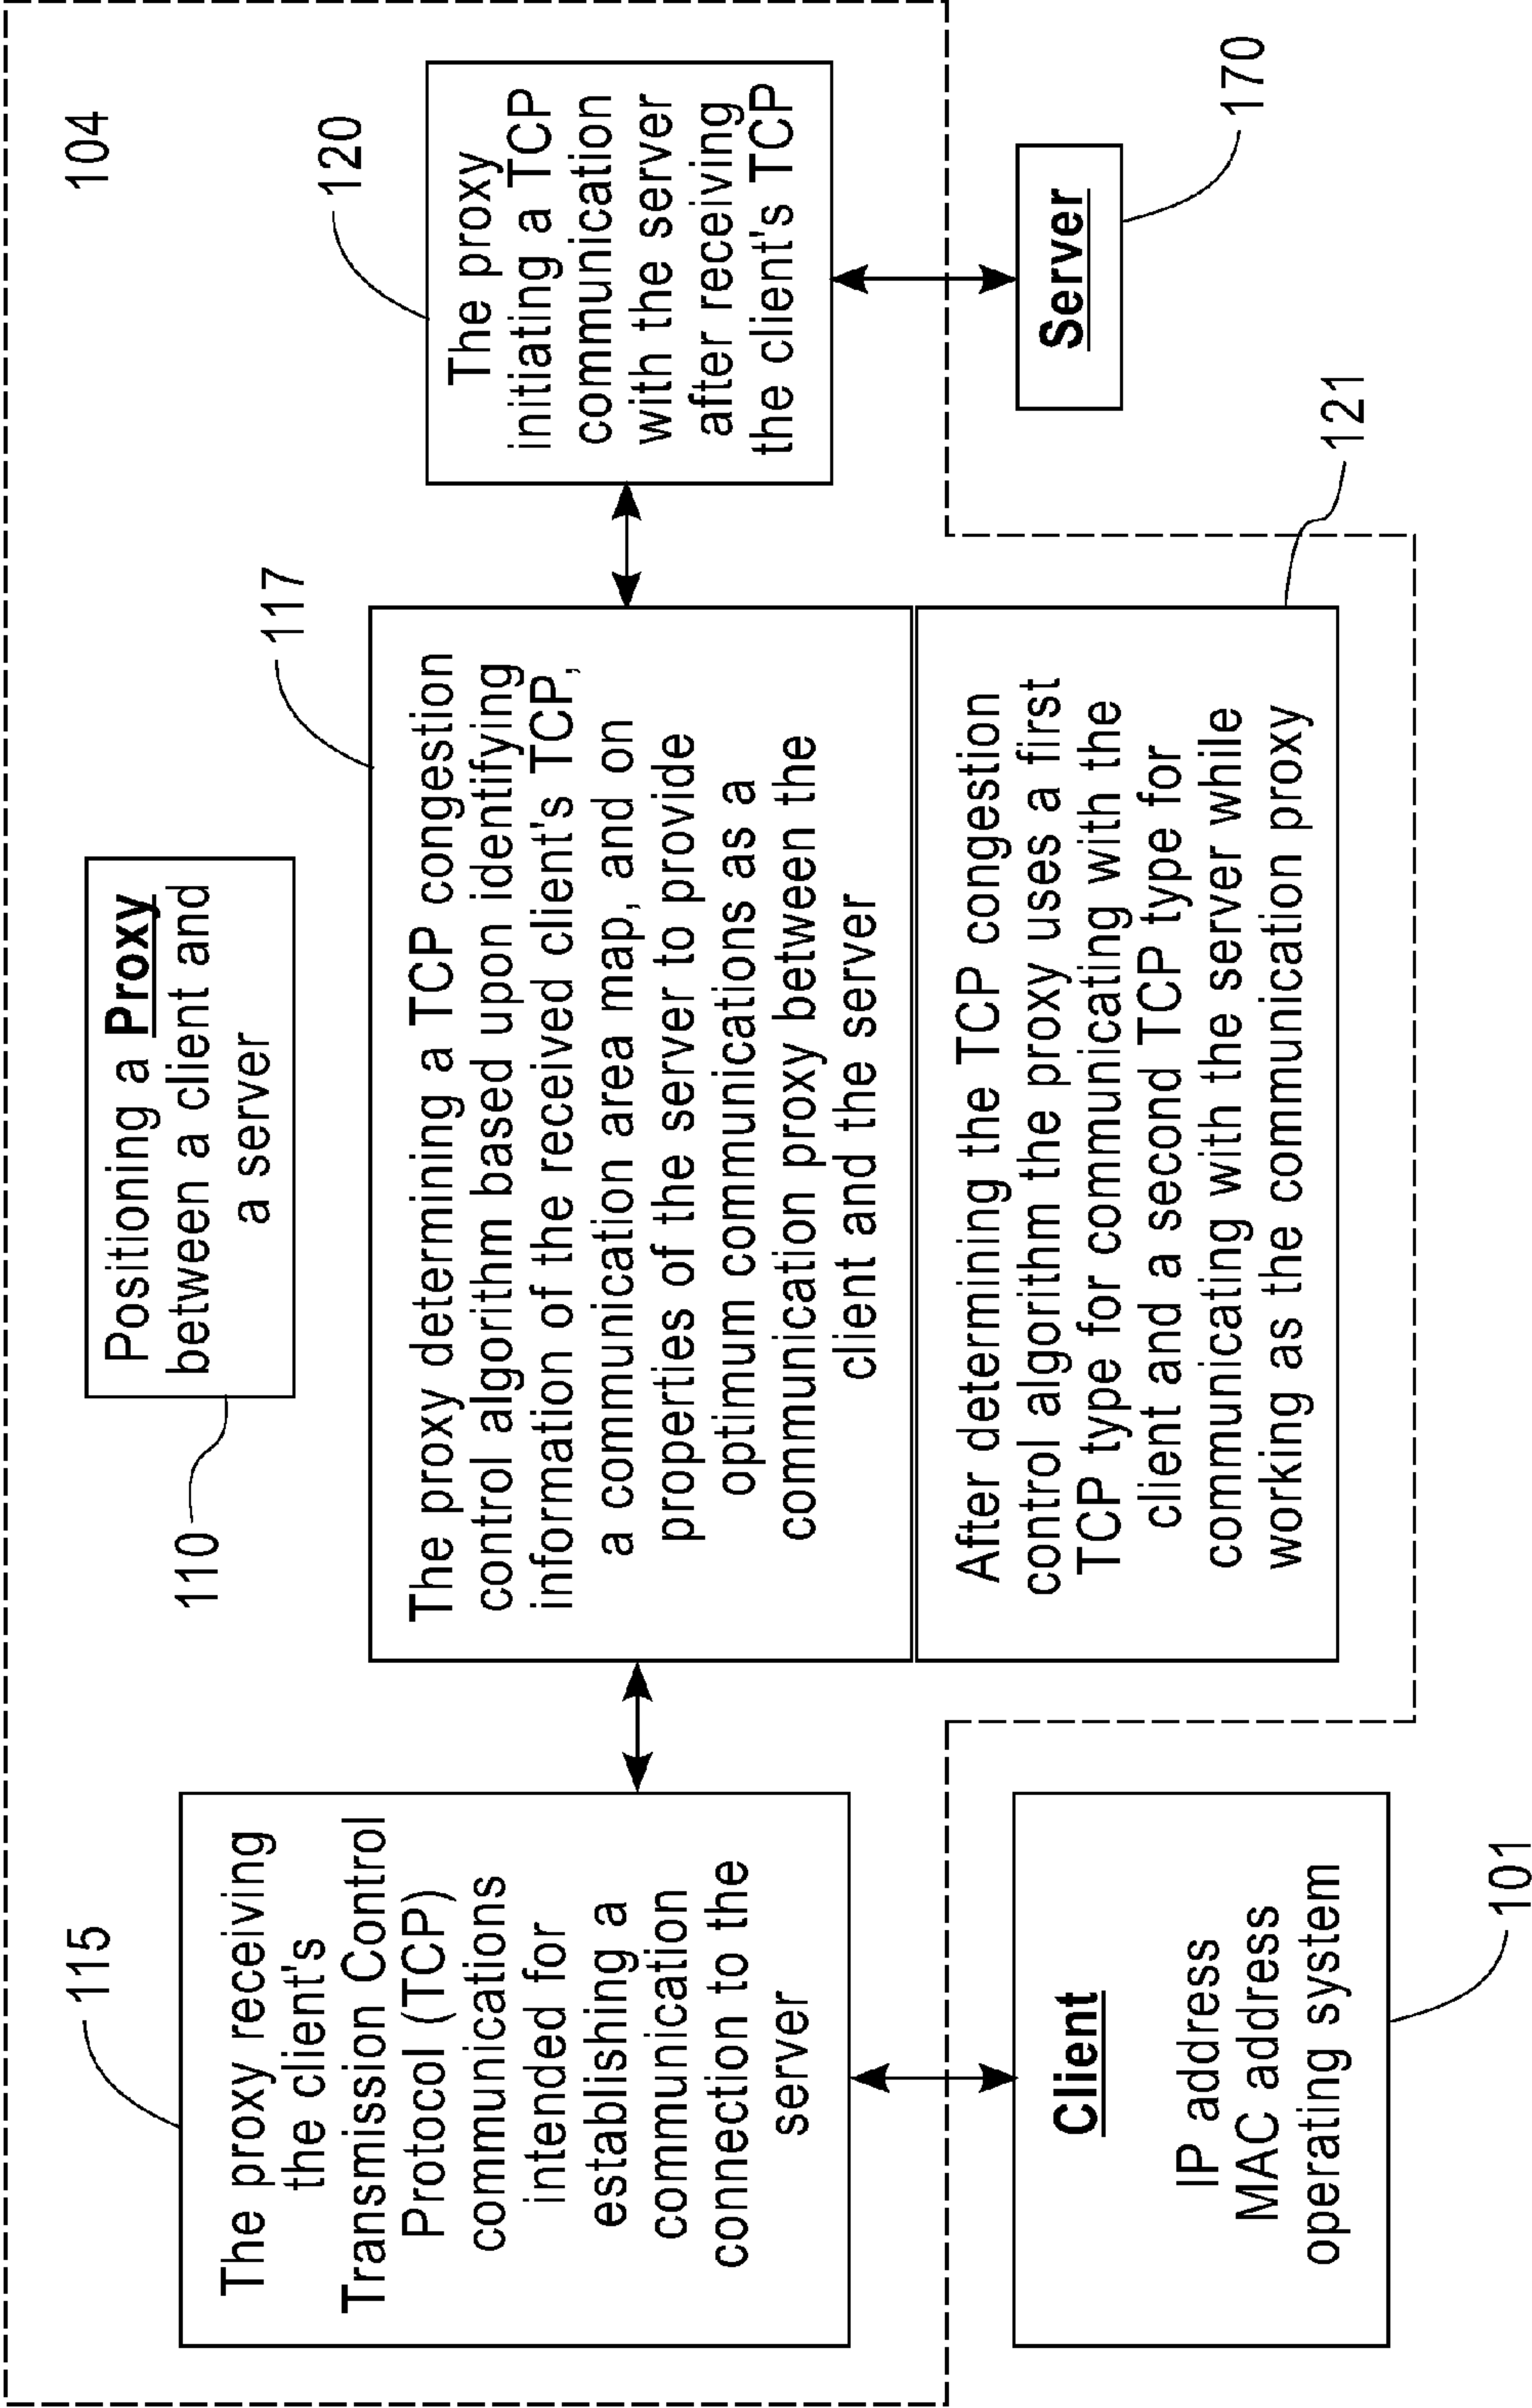 104
110
Positioning a Proxy
between a client and
a server
115
The proxy receiving
the client's
Transmission Control
Protocol (TCP)
communications
intended for
establishing a
communication
connection to the
server
117
The proxy determining a TCP congestion
control algorithm based upon identifying
information of the received client's TCP,
a communication area map, and on
properties of the server to provide
optimum communications as a
communication proxy between the
client and the server
120
The proxy
initiating a TCP
communication
with the server
after receiving
the client's TCP
After determining the TCP congestion
control algorithm the proxy uses a first
TCP type for communicating with the
client and a second TCP type for
communicating with the server while
working as the communication proxy
121
Client
IP address
MAC address
operating system
101
Server
170